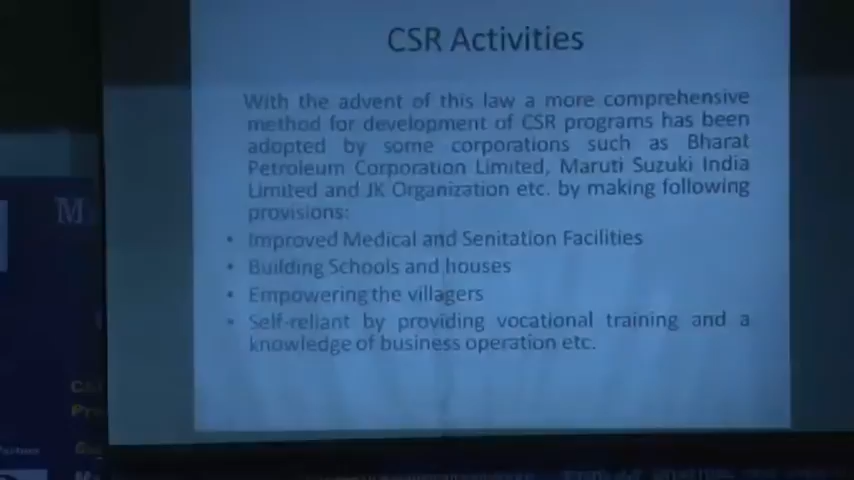 CSR Activities
With the advent of this law a more comprehensive
method for development of CSR programs has been
adopted by some corporations such as Bharat
Petroleum Corporation Limited, Maruti Suzuki India
Limited and JK Organization etc. by making following
provisions:
• Improved Medical and Senitation Facilities
• Building Schools and houses
• Empowering the villagers
• Self-reliant by providing vocational training and a
knowledge of business operation etc.
M